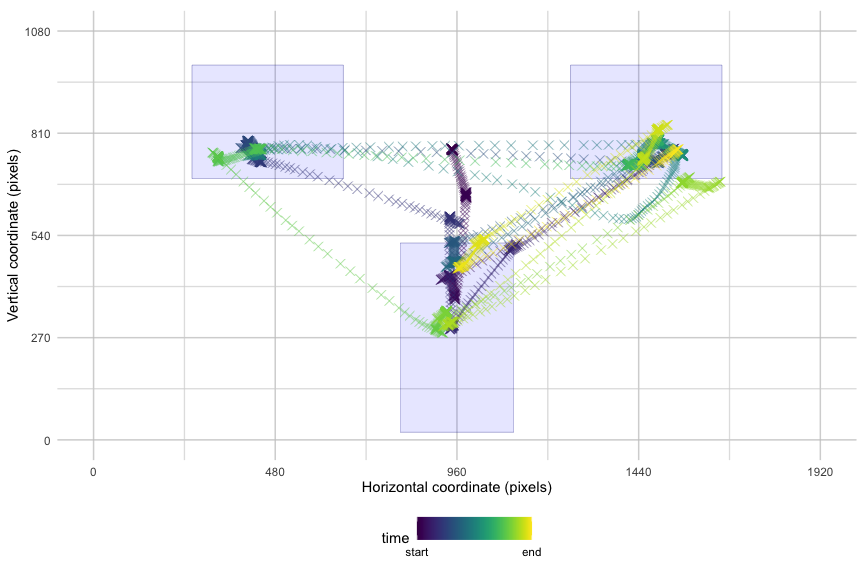 1080
810
540
270
0
Vertical coordinate (pixels)
0 480 960 1440 1920
Horizontal coordinate (pixels)
time
start end